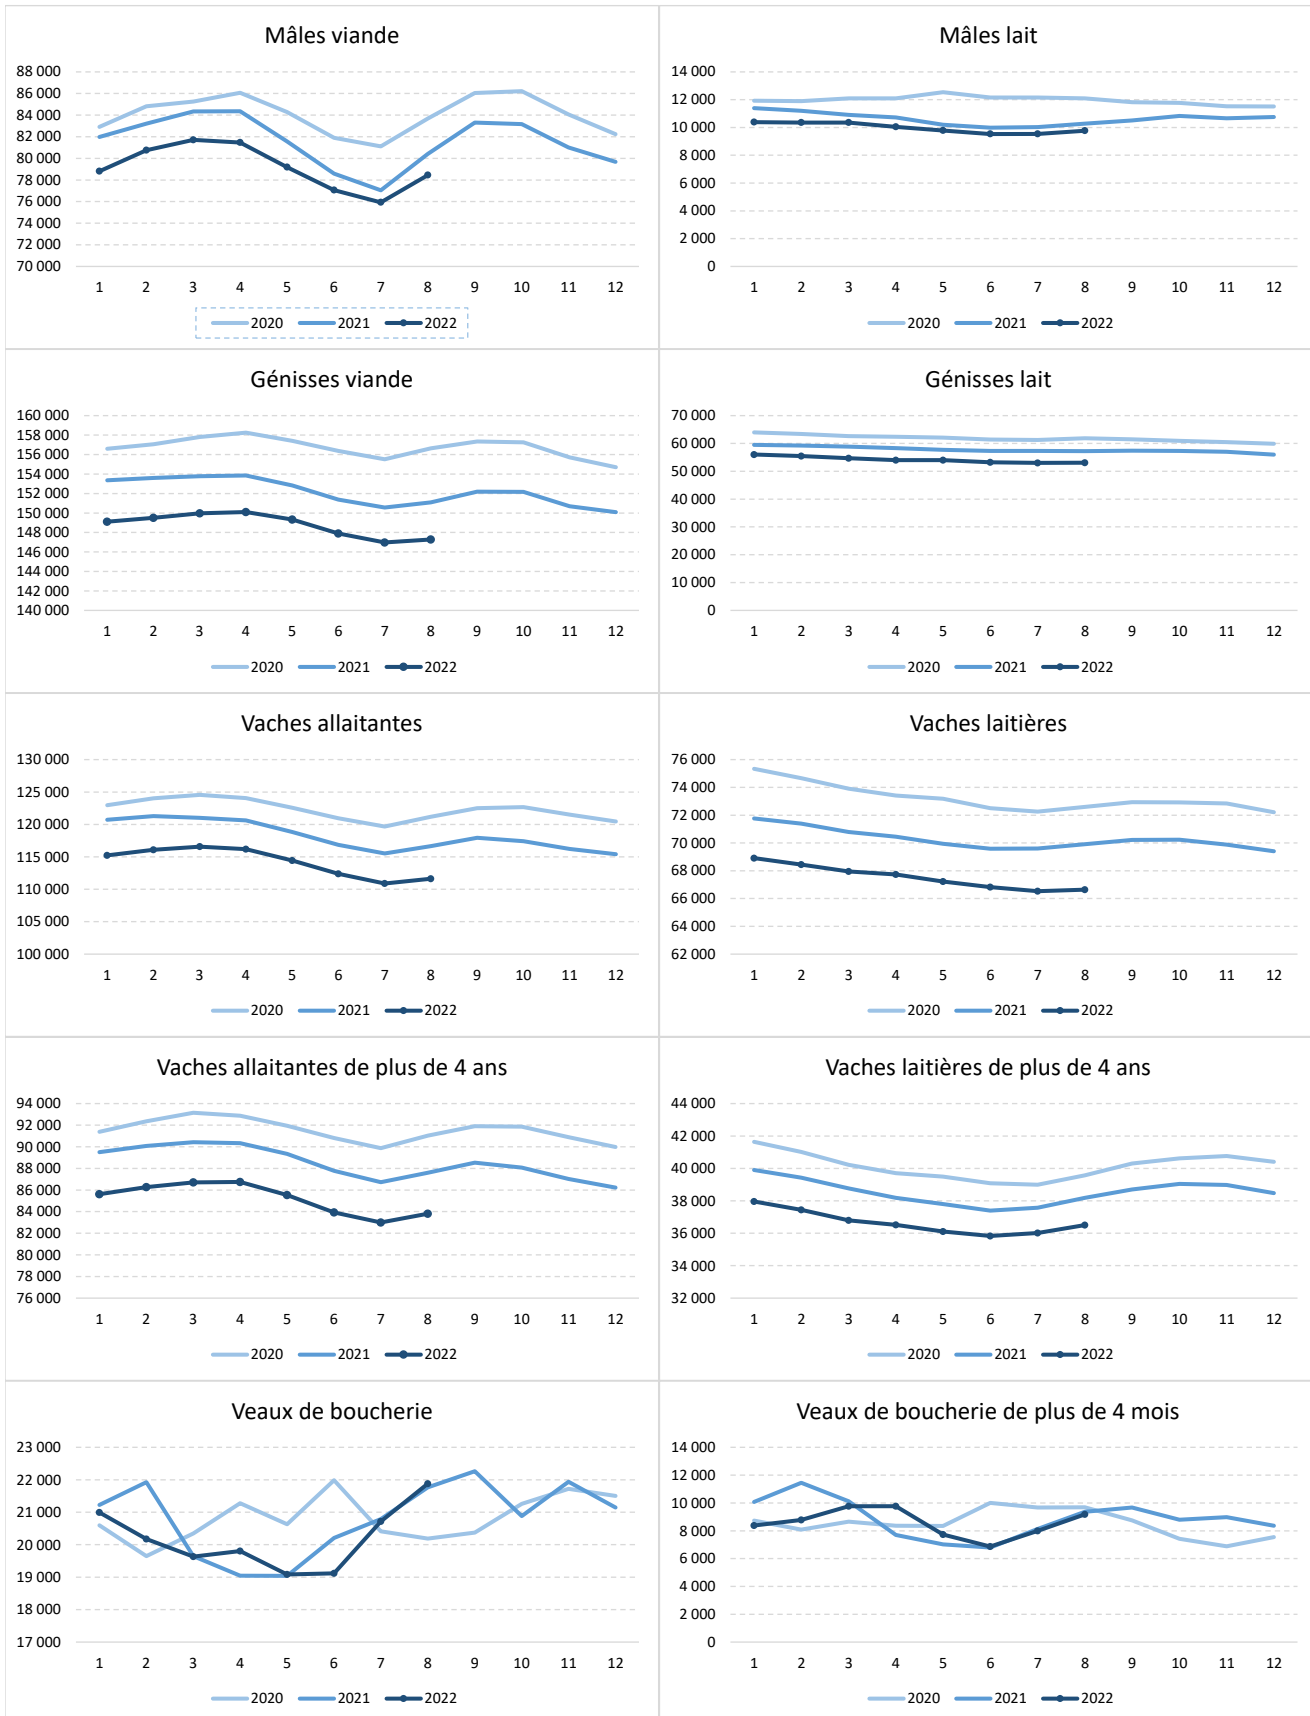 Mâles viande
88 000
86 000
84 000
82 000
80 000
78 000
76 000
74 000
72 000
70 000
1 2 3 4 5 6 7 8 9 10 11 12
2020 2021 2022
Mâles lait
14 000
12 000
10 000
8 000
6 000
4 000
2 000
0
1 2 3 4 5 6 7 8 9 10 11 12
2020 2021 2022
Génisses viande
160 000
158 000
156 000
154 000
152 000
150 000
148 000
146 000
144 000
142 000
140 000
1 2 3 4 5 6 7 8 9 10 11 12
2020 2021 2022
Génisses lait
70 000
60 000
50 000
40 000
30 000
20 000
10 000
0
1 2 3 4 5 6 7 8 9 10 11 12
2020 2021 2022
Vaches allaitantes
130 000
125 000
120 000
115 000
110 000
105 000
100 000
1 2 3 4 5 6 7 8 9 10 11 12
2020 2021 2022
Vaches laitières
76 000
74 000
72 000
70 000
68 000
66 000
64 000
62 000
1 2 3 4 5 6 7 8 9 10 11 12
2020 2021 2022
Vaches allaitantes de plus de 4 ans
94 000
92 000
90 000
88 000
86 000
84 000
82 000
80 000
78 000
76 000
1 2 3 4 5 6 7 8 9 10 11 12
2020 2021 2022
Vaches laitières de plus de 4 ans
44 000
42 000
40 000
38 000
36 000
34 000
32 000
1 2 3 4 5 6 7 8 9 10 11 12
2020 2021 2022
Veaux de boucherie
23 000
22 000
21 000
20 000
19 000
18 000
17 000
1 2 3 4 5 6 7 8 9 10 11 12
2020 2021 2022
Veaux de boucherie de plus de 4 mois
14 000
12 000
10 000
8 000
6 000
4 000
2 000
0
1 2 3 4 5 6 7 8 9 10 11 12
2020 2021 2022